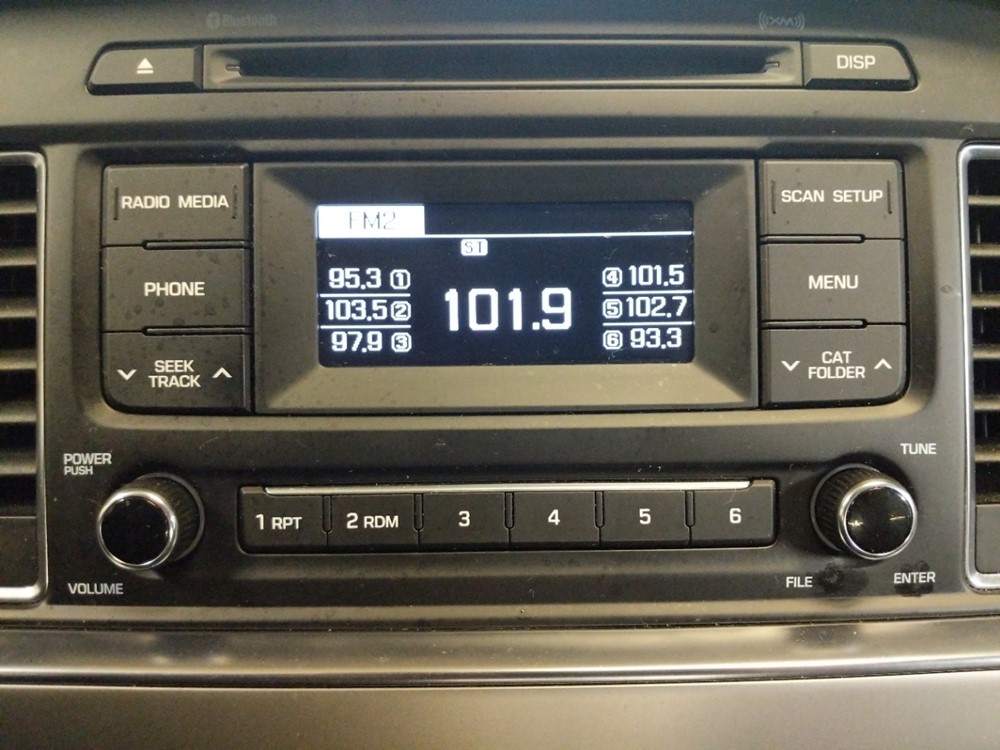 Bluetooth
((XM))
DISP
RADIO MEDIA
SCAN SETUP
FM2
ST
95.3 1
4 101.5
PHONE
103.5 2
101.9
5 102.7
MENU
97.9 3
6 93.3
SEEK
TRACK
CAT
FOLDER
POWER
PUSH
TUNE
1 RPT
2 RDM
3
4
5
6
VOLUME
FILE
ENTER